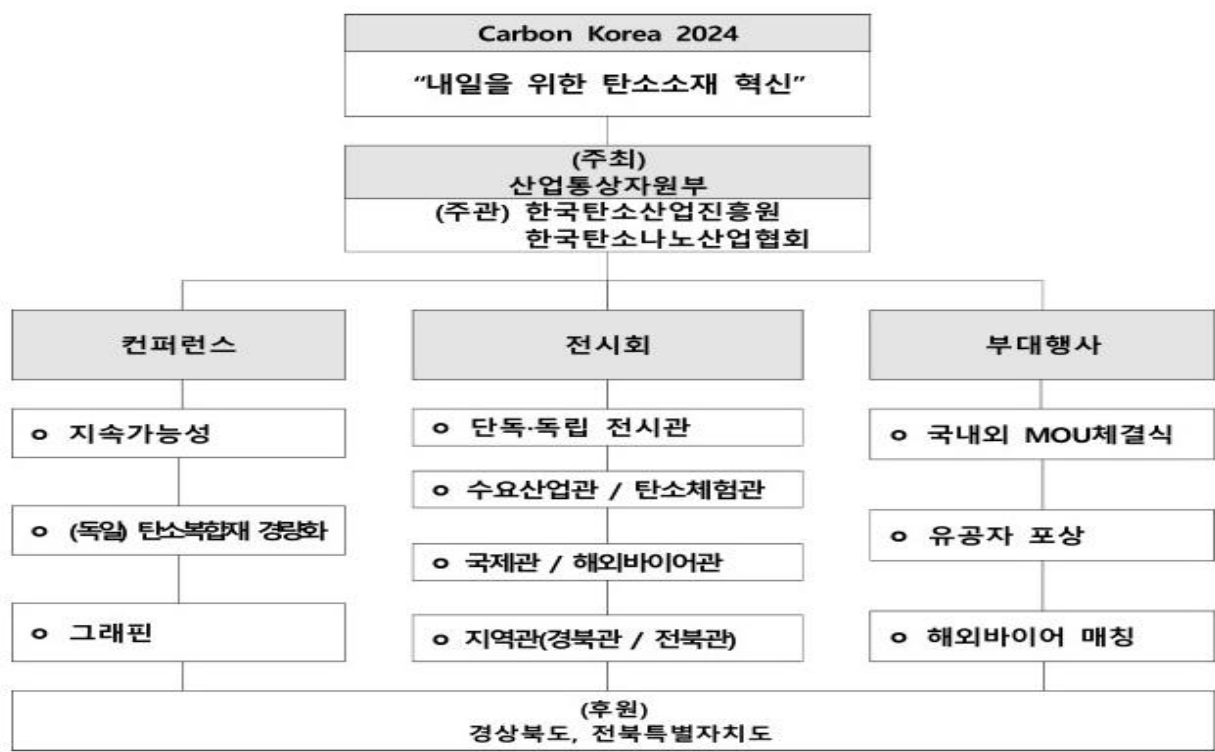 Carbon Korea 2024
“내일을 위한 탄소소재 혁신”
(주최)
산업통상자원부
(주관) 한국탄소산업진흥원
한국탄소나노산업협회
컨퍼런스
전시회
부대행사
o 지속가능성
o (독일) 탄소복합재 경량화
o 그래핀
o 단독·독립 전시관
o 수요산업관 / 탄소체험관
o 국제관 / 해외바이어관
o 지역관(경북관 / 전북관)
o 국내외 MOU체결식
o 유공자 포상
o 해외바이어 매칭
(후원)
경상북도, 전북특별자치도